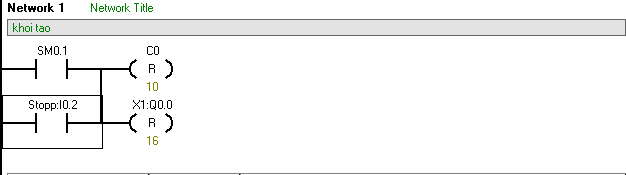 Network 1 Network Title
khoi tao
SM0.1 C0
R
10
Stopp:I0.2 X1:Q0.0
R
16